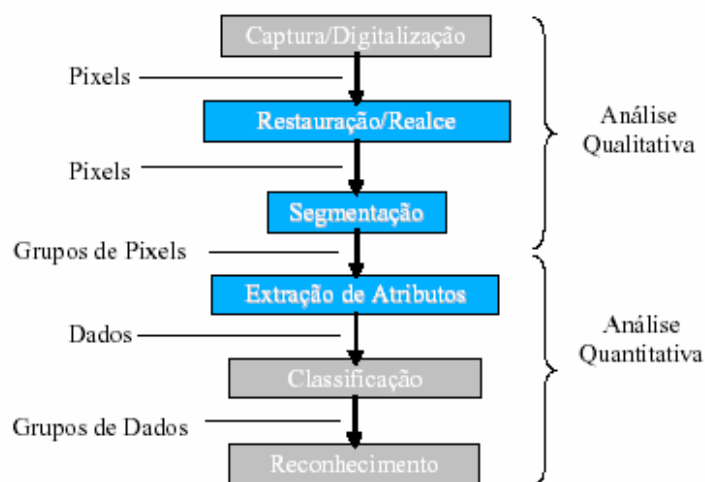 Captura/Digitalização
Pixels
Restauração/Realce
Pixels
Segmentação
Grupos de Pixels
Extração de Atributos
Dados
Classificação
Grupos de Dados
Reconhecimento
Análise
Qualitativa
Análise
Quantitativa